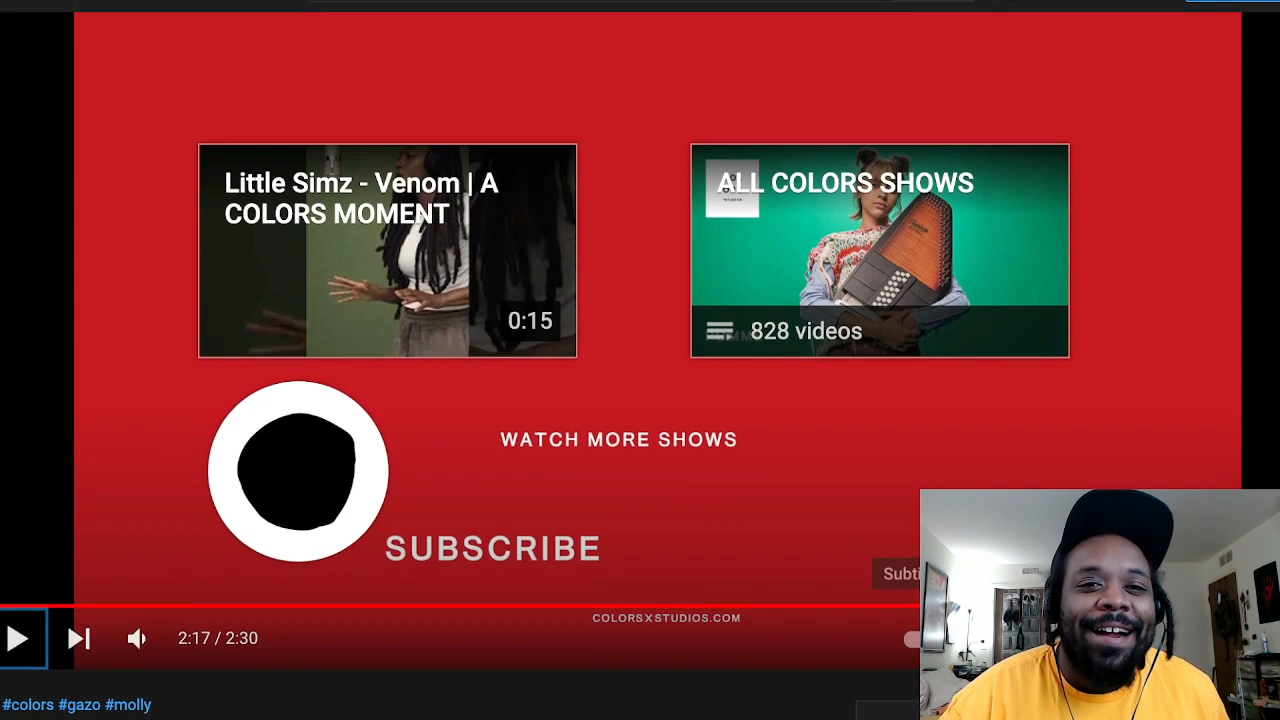 Little Simz - Venom | A
COLORS MOMENT
0:15
ALL COLORS SHOWS
828 videos
WATCH MORE SHOWS
SUBSCRIBE
Subti
COLORSXSTUDIOS.COM
2:17 / 2:30
#colors #gazo #molly